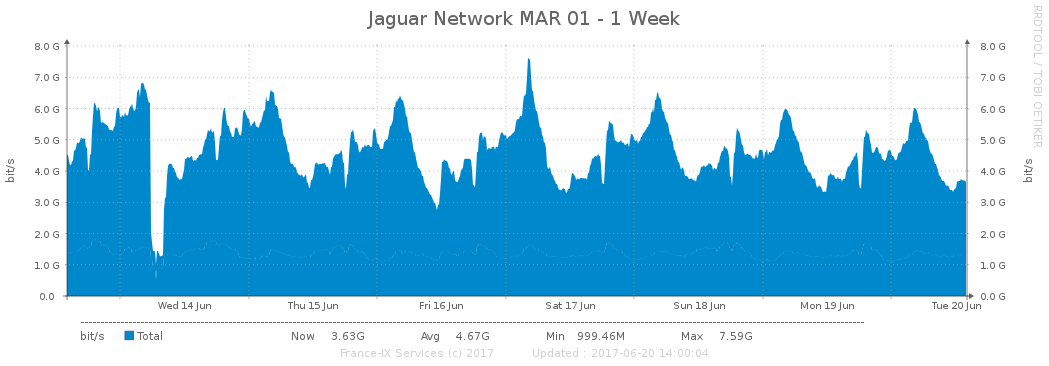 Jaguar Network MAR 01 - 1 Week
RRDTOOL / TOBI OETIKER
8.0 G 8.0 G
7.0 G 7.0 G
6.0 G 6.0 G
5.0 G 5.0 G
4.0 G 4.0 G
3.0 G 3.0 G
2.0 G 2.0 G
1.0 G 1.0 G
0.0 0.0 G
bit/s
bit/s
Wed 14 Jun Thu 15 Jun Fri 16 Jun Sat 17 Jun Sun 18 Jun Mon 19 Jun Tue 20 Jun
bit/s Total Now 3.63G Avg 4.67G Min 999.46M Max 7.59G
France-IX Services (c) 2017 Updated : 2017-06-20 14:00:04